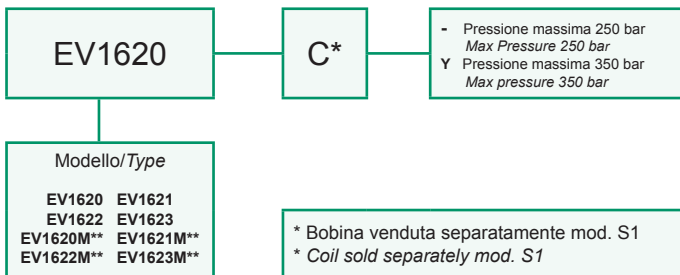 EV1620
C*
- Pressione massima 250 bar
Max Pressure 250 bar
Y Pressione massima 350 bar
Max pressure 350 bar
Modello/Type
EV1620 EV1621
EV1622 EV1623
EV1620M** EV1621M**
EV1622M** EV1623M**
* Bobina venduta separatamente mod. S1
* Coil sold separately mod. S1